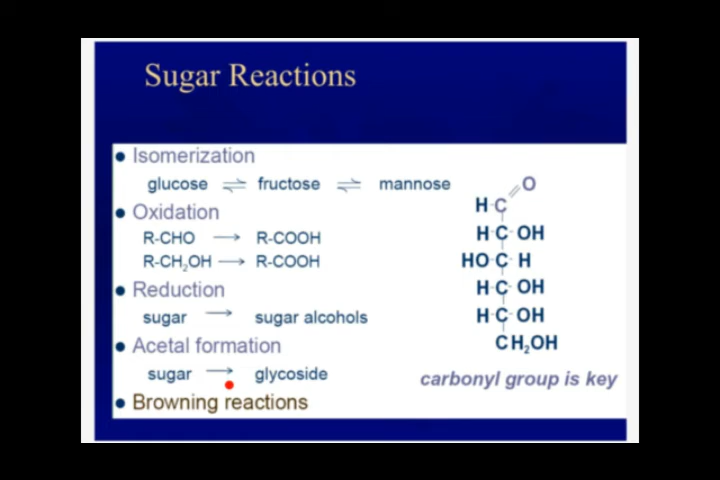 Sugar Reactions
● Isomerization
glucose ⇌ fructose ⇌ mannose
● Oxidation
R-CHO → R-COOH
R-CH₂OH → R-COOH
● Reduction
sugar → sugar alcohols
● Acetal formation
sugar → glycoside
● Browning reactions
O
H C
H C OH
HO C H
H C OH
H C OH
CH₂OH
carbonyl group is key